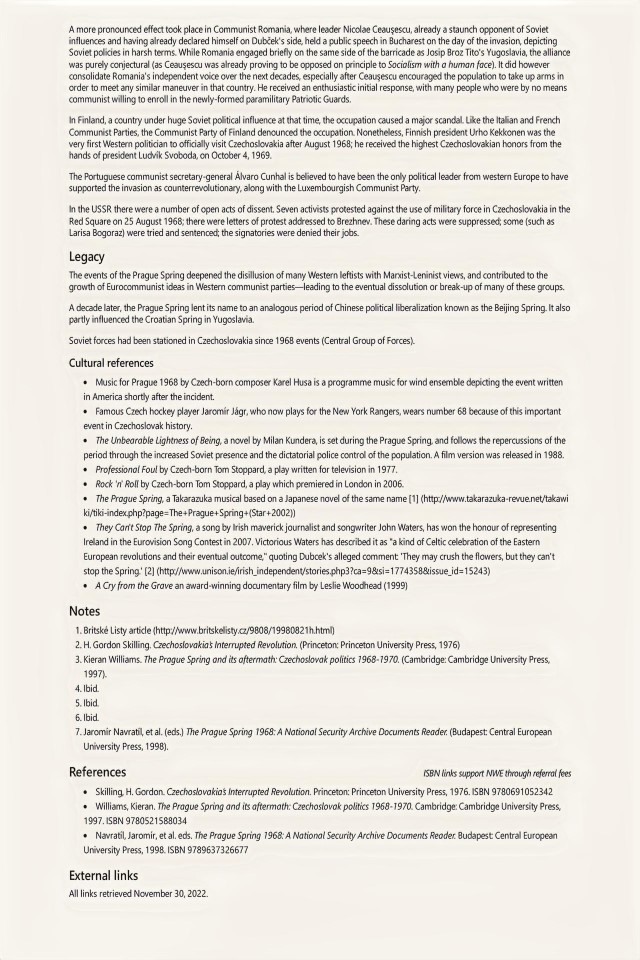 A more pronounced effect took place in Communist Romania, where leader Nicolae Ceauşescu, already a staunch opponent of Soviet
influences and having already declared himself on Dubček's side, held a public speech in Bucharest on the day of the invasion, depicting
Soviet policies in harsh terms. While Romania engaged briefly on the same side of the barricade as Josip Broz Tito's Yugoslavia, the alliance
was purely conjectural (as Ceauşescu was already proving to be opposed on principle to Socialism with a human face). It did however
consolidate Romania's independent voice over the next decades, especially after Ceauşescu encouraged the population to take up arms in
order to meet any similar maneuver in that country. He received an enthusiastic initial response, with many people who were by no means
communist willing to enroll in the newly-formed paramilitary Patriotic Guards.
In Finland, a country under huge Soviet political influence at that time, the occupation caused a major scandal. Like the Italian and French
Communist Parties, the Communist Party of Finland denounced the occupation. Nonetheless, Finnish president Urho Kekkonen was the
very first Western politician to officially visit Czechoslovakia after August 1968; he received the highest Czechoslovakian honors from the
hands of president Ludvík Svoboda, on October 4, 1969.
The Portuguese communist secretary-general Álvaro Cunhal is believed to have been the only political leader from western Europe to have
supported the invasion as counterrevolutionary, along with the Luxembourgish Communist Party.
In the USSR there were a number of open acts of dissent. Seven activists protested against the use of military force in Czechoslovakia in the
Red Square on 25 August 1968; there were letters of protest addressed to Brezhnev. These daring acts were suppressed; some (such as
Larisa Bogoraz) were tried and sentenced; the signatories were denied their jobs.
Legacy
The events of the Prague Spring deepened the disillusion of many Western leftists with Marxist-Leninist views, and contributed to the
growth of Eurocommunist ideas in Western communist parties—leading to the eventual dissolution or break-up of many of these groups.
A decade later, the Prague Spring lent its name to an analogous period of Chinese political liberalization known as the Beijing Spring. It also
partly influenced the Croatian Spring in Yugoslavia.
Soviet forces had been stationed in Czechoslovakia since 1968 events (Central Group of Forces).
Cultural references
• Music for Prague 1968 by Czech-born composer Karel Husa is a programme music for wind ensemble depicting the event written
in America shortly after the incident.
• Famous Czech hockey player Jaromír Jágr, who now plays for the New York Rangers, wears number 68 because of this important
event in Czechoslovak history.
• The Unbearable Lightness of Being, a novel by Milan Kundera, is set during the Prague Spring, and follows the repercussions of the
period through the increased Soviet presence and the dictatorial police control of the population. A film version was released in 1988.
• Professional Foul by Czech-born Tom Stoppard, a play written for television in 1977.
• Rock 'n' Roll by Czech-born Tom Stoppard, a play which premiered in London in 2006.
• The Prague Spring, a Takarazuka musical based on a Japanese novel of the same name [1] (http://www.takarazuka-revue.net/takawi
ki/tiki-index.php?page=The+Prague+Spring+(Star+2002))
• They Can't Stop The Spring, a song by Irish maverick journalist and songwriter John Waters, has won the honour of representing
Ireland in the Eurovision Song Contest in 2007. Victorious Waters has described it as "a kind of Celtic celebration of the Eastern
European revolutions and their eventual outcome," quoting Dubcek's alleged comment: 'They may crush the flowers, but they can't
stop the Spring.' [2] (http://www.unison.ie/irish_independent/stories.php3?ca=9&si=1774358&issue_id=15243)
• A Cry from the Grave an award-winning documentary film by Leslie Woodhead (1999)
Notes
1. Britské Listy article (http://www.britskelisty.cz/9808/19980821h.html)
2. H. Gordon Skilling. Czechoslovakia's Interrupted Revolution. (Princeton: Princeton University Press, 1976)
3. Kieran Williams. The Prague Spring and its aftermath: Czechoslovak politics 1968-1970. (Cambridge: Cambridge University Press,
1997).
4. Ibid.
5. Ibid.
6. Ibid.
7. Jaromír Navratil, et al. (eds.) The Prague Spring 1968: A National Security Archive Documents Reader. (Budapest: Central European
University Press, 1998).
References
ISBN links support NWE through referral fees
• Skilling, H. Gordon. Czechoslovakia's Interrupted Revolution. Princeton: Princeton University Press, 1976. ISBN 9780691052342
• Williams, Kieran. The Prague Spring and its aftermath: Czechoslovak politics 1968-1970. Cambridge: Cambridge University Press,
1997. ISBN 9780521588034
• Navratil, Jaromír, et al. eds. The Prague Spring 1968: A National Security Archive Documents Reader. Budapest: Central European
University Press, 1998. ISBN 9789637326677
External links
All links retrieved November 30, 2022.